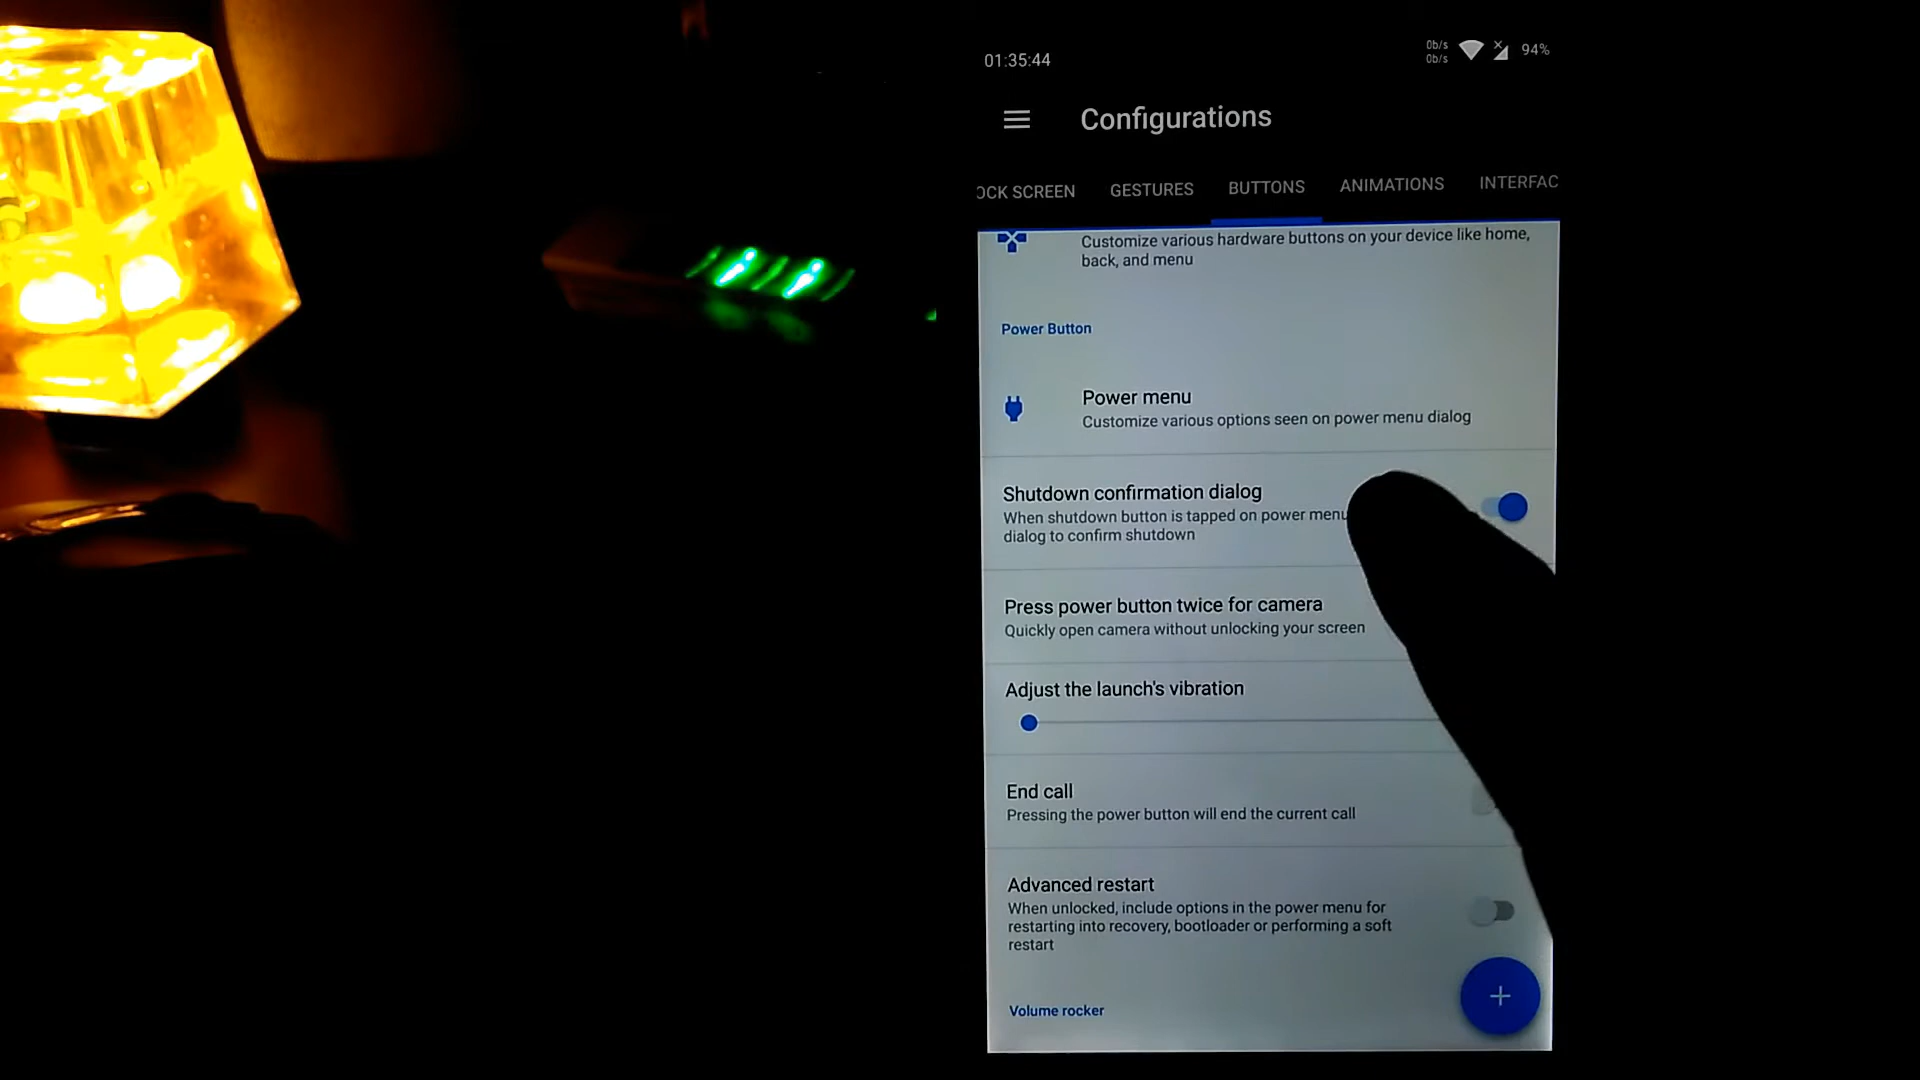 01:35:44
0b/s
0b/s
94%
Configurations
OCK SCREEN GESTURES BUTTONS ANIMATIONS INTERFAC
Customize various hardware buttons on your device like home,
back, and menu
Power Button
Power menu
Customize various options seen on power menu dialog
Shutdown confirmation dialog
When shutdown button is tapped on power menu
dialog to confirm shutdown
Press power button twice for camera
Quickly open camera without unlocking your screen
Adjust the launch's vibration
End call
Pressing the power button will end the current call
Advanced restart
When unlocked, include options in the power menu for
restarting into recovery, bootloader or performing a soft
restart
Volume rocker